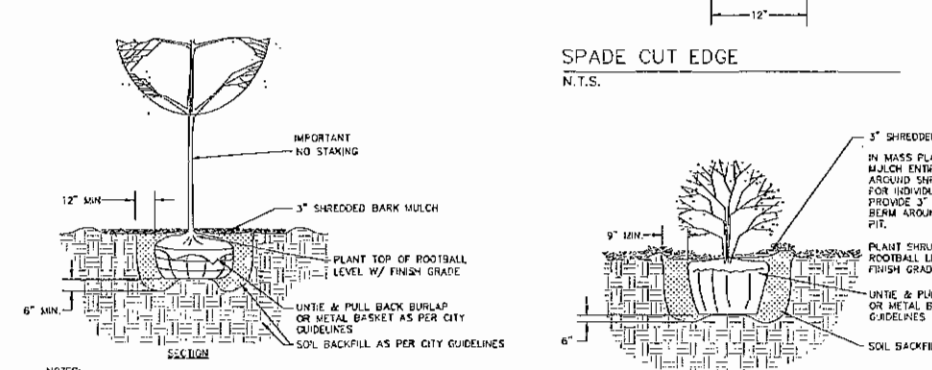 12"
SPADE CUT EDGE
N.T.S.
IMPORTANT
NO STAKING
12" MIN
3" SHREDDED BARK MULCH
PLANT TOP OF ROOTBALL
LEVEL W/ FINISH GRADE
6" MIN.
UNTIE & PULL BACK BURLAP
OR METAL BASKET AS PER CITY
GUIDELINES
SOIL BACKFILL AS PER CITY GUIDELINES
SECTION
NOTES:
3" SHREDDED
IN MASS PLA
MULCH ENTI
AROUND SHR
FOR INDIVIDU
PROVIDE 3"
BERM AROUN
PIT.
9" MIN.
PLANT SHRU
ROOTBALL LE
FINISH GRAD
UNTIE & PUL
OR METAL B
GUIDELINES
6"
SOIL BACKFIL